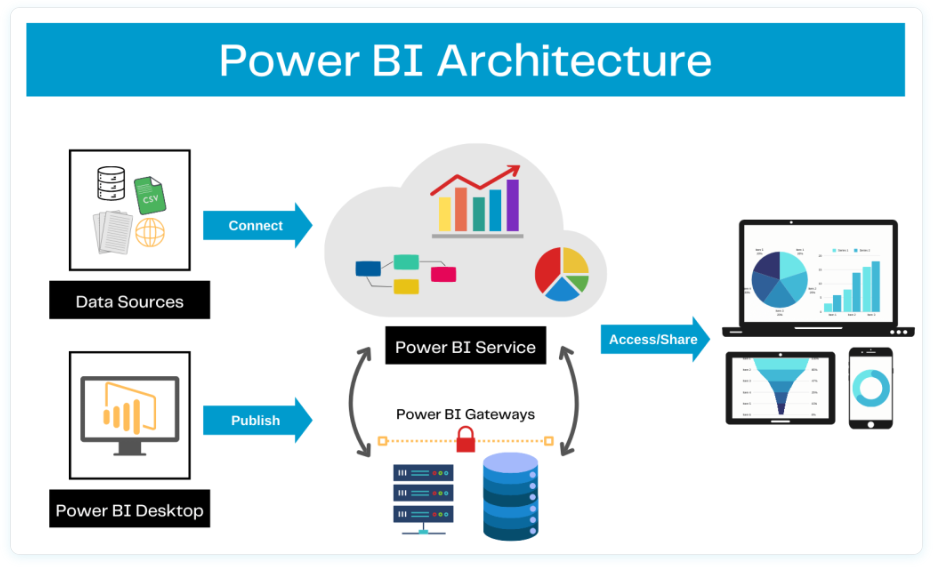 Power BI Architecture
CSV
Connect
Data Sources
Power BI Service
Access/Share
Publish
Power BI Gateways
Power BI Desktop